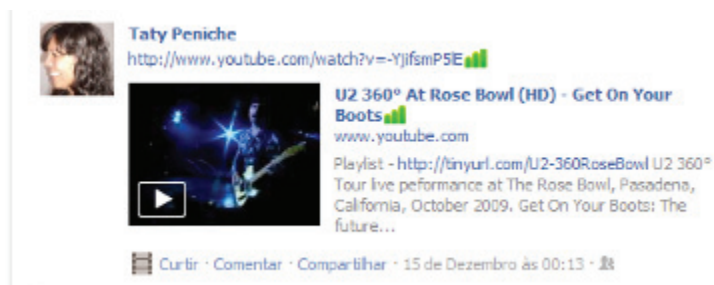 Taty Peniche
http://www.youtube.com/watch?v=-YjifsmP5lE
U2 360° At Rose Bowl (HD) - Get On Your
Boots
www.youtube.com
Playlist - http://tinyurl.com/U2-360RoseBowl U2 360°
Tour live peformance at The Rose Bowl, Pasadena,
California, October 2009. Get On Your Boots: The
future...
Curtir · Comentar · Compartilhar · 15 de Dezembro às 00:13 ·